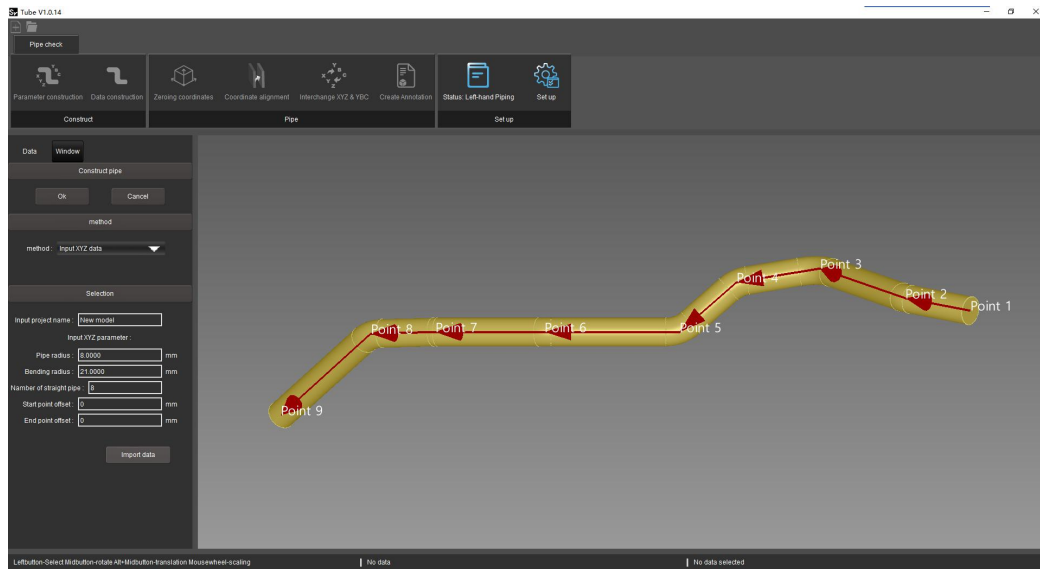 Tube V1.0.14
Pipe check
Parameter construction Data construction Zeroing coordinates Coordinate alignment Interchange XYZ & YBC Create Annotation Status: Left-hand Piping Set up
Construct Pipe Set up
Data Window
Construct pipe
Ok Cancel
method
method : Input XYZ data
Selection
Input project name : New model
Input XYZ parameter :
Pipe radius : 8.0000 mm
Bending radius : 21.0000 mm
Namber of straight pipe : 8
Start point offset : 0 mm
End point offset : 0 mm
Import data
Point 1
Point 2
Point 3
Point 4
Point 5
Point 6
Point 7
Point 8
Point 9
Leftbutton-Select Midbutton-rotate Alt+Midbutton-translation Mousewheel-scaling No data No data selected